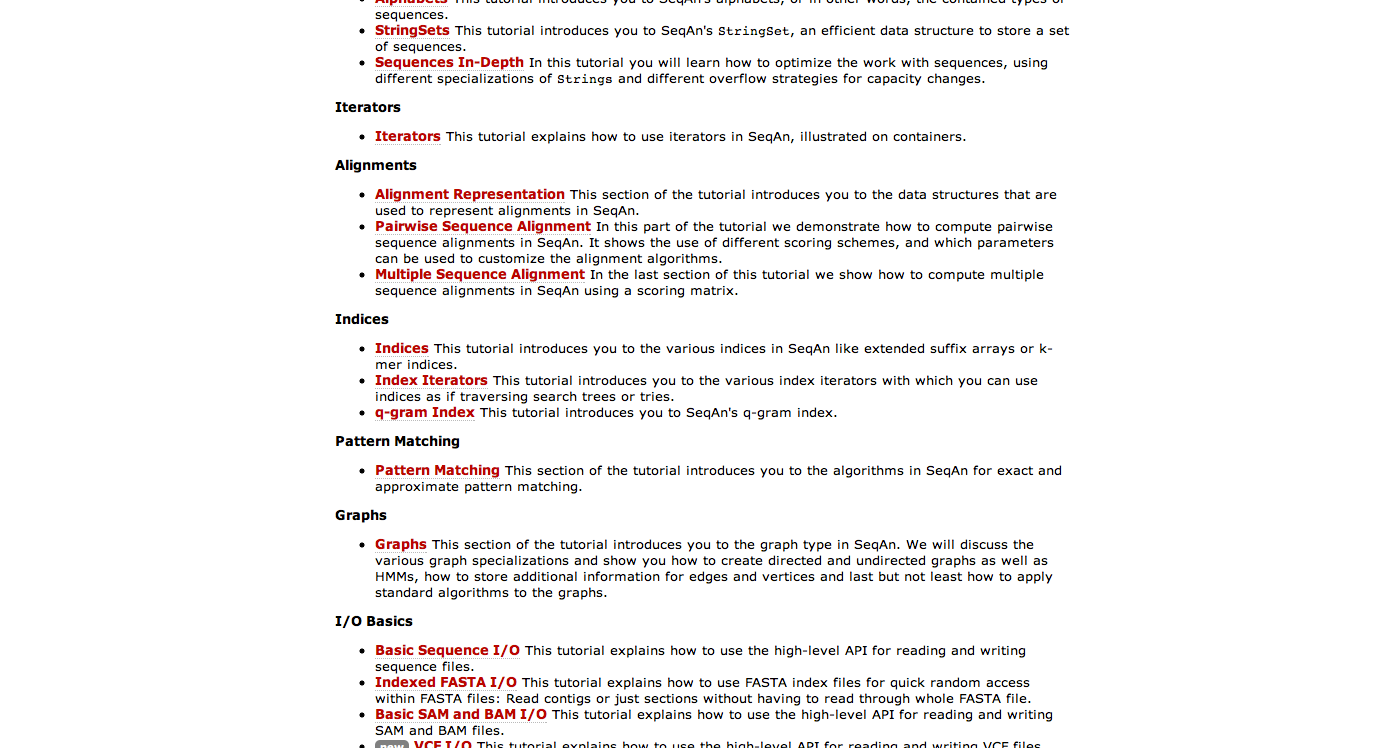 Alphabets This tutorial introduces you to SeqAn's alphabets, or in other words, the contained types of
sequences.
StringSets This tutorial introduces you to SeqAn's StringSet, an efficient data structure to store a set
of sequences.
Sequences In-Depth In this tutorial you will learn how to optimize the work with sequences, using
different specializations of Strings and different overflow strategies for capacity changes.
Iterators
Iterators This tutorial explains how to use iterators in SeqAn, illustrated on containers.
Alignments
Alignment Representation This section of the tutorial introduces you to the data structures that are
used to represent alignments in SeqAn.
Pairwise Sequence Alignment In this part of the tutorial we demonstrate how to compute pairwise
sequence alignments in SeqAn. It shows the use of different scoring schemes, and which parameters
can be used to customize the alignment algorithms.
Multiple Sequence Alignment In the last section of this tutorial we show how to compute multiple
sequence alignments in SeqAn using a scoring matrix.
Indices
Indices This tutorial introduces you to the various indices in SeqAn like extended suffix arrays or k-
mer indices.
Index Iterators This tutorial introduces you to the various index iterators with which you can use
indices as if traversing search trees or tries.
q-gram Index This tutorial introduces you to SeqAn's q-gram index.
Pattern Matching
Pattern Matching This section of the tutorial introduces you to the algorithms in SeqAn for exact and
approximate pattern matching.
Graphs
Graphs This section of the tutorial introduces you to the graph type in SeqAn. We will discuss the
various graph specializations and show you how to create directed and undirected graphs as well as
HMMs, how to store additional information for edges and vertices and last but not least how to apply
standard algorithms to the graphs.
I/O Basics
Basic Sequence I/O This tutorial explains how to use the high-level API for reading and writing
sequence files.
Indexed FASTA I/O This tutorial explains how to use FASTA index files for quick random access
within FASTA files: Read contigs or just sections without having to read through whole FASTA file.
Basic SAM and BAM I/O This tutorial explains how to use the high-level API for reading and writing
SAM and BAM files.
new VCF I/O This tutorial explains how to use the high-level API for reading and writing VCF files